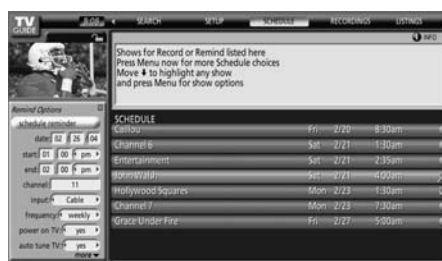 TV GUIDE
8:08 SEARCH SETUP SCHEDULE RECORDINGS LISTINGS
INFO
Shows for Record or Remind listed here
Press Menu now for more Schedule choices
Move to highlight any show
and press Menu for show options
Remind Options
schedule reminder
date: 02 26 04
start: 01 00 pm
end: 02 00 pm
channel: 11
input: Cable
frequency: weekly
power on TV? yes
auto tune TV? yes
more
SCHEDULE
Caillou Fri 2/20 8:30am
Channel 6 Sat 2/21 1:30am
Entertainment Sat 2/21 2:35am
John Walsh Sat 2/21 4:00am
Hollywood Squares Mon 2/23 1:30am
Channel 7 Mon 2/23 7:30am
Grace Under Fire Fri 2/27 5:00am